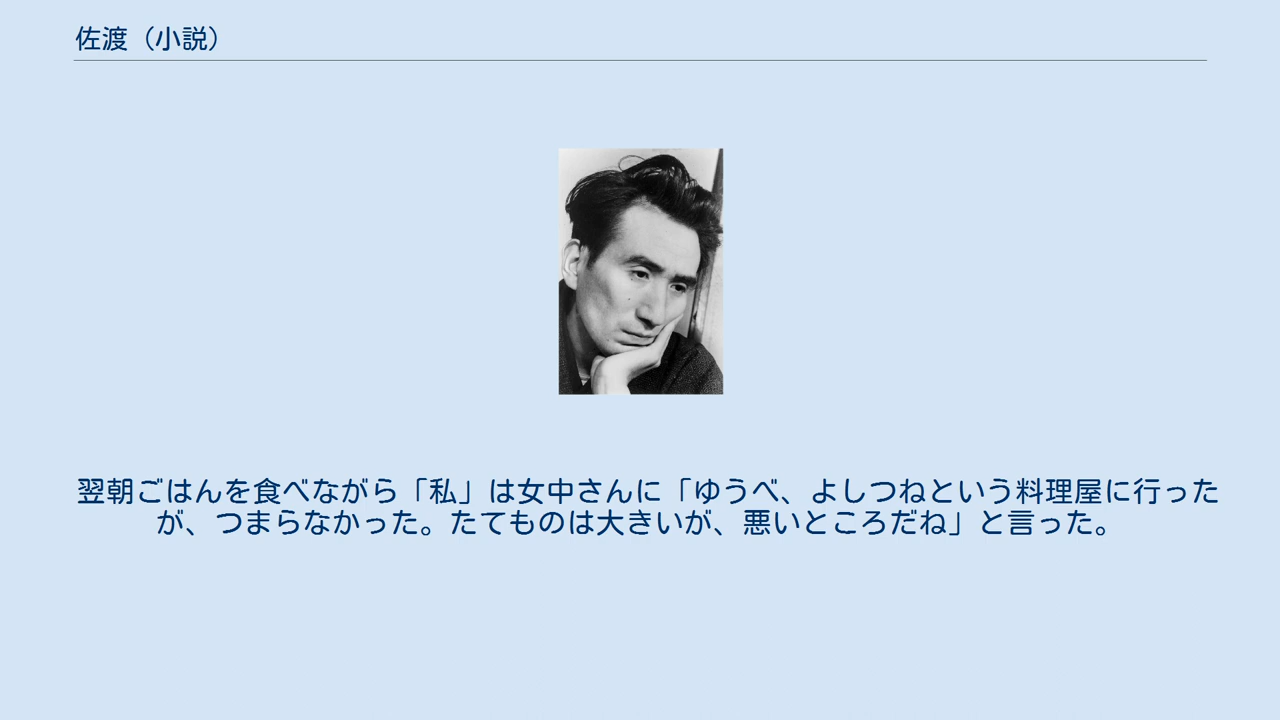 佐渡（小説）
翌朝ごはんを食べながら「私」は女中さんに「ゆうべ、よしつねという料理屋に行った
が、つまらなかった。たてものは大きいが、悪いところだね」と言った。